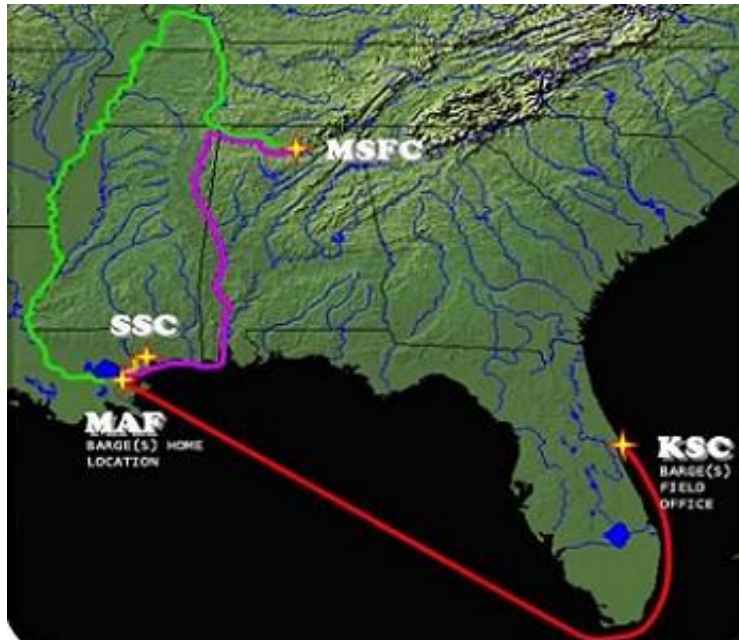 MSFC
SSC
MAF
BARGE(S) HOME
LOCATION
KSC
BARGE(S)
FIELD
OFFICE